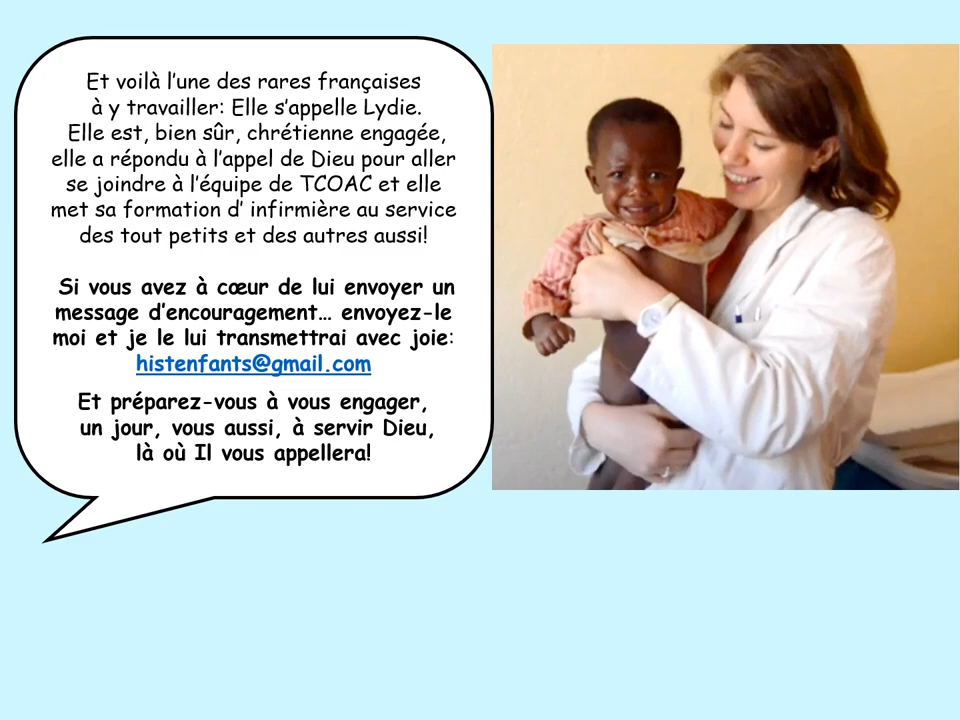 Et voilà l’une des rares françaises
à y travailler: Elle s’appelle Lydie.
Elle est, bien sûr, chrétienne engagée,
elle a répondu à l’appel de Dieu pour aller
se joindre à l’équipe de TCOAC et elle
met sa formation d’ infirmière au service
des tout petits et des autres aussi!
Si vous avez à cœur de lui envoyer un
message d’encouragement… envoyez-le
moi et je le lui transmettrai avec joie:
histenfants@gmail.com
Et préparez-vous à vous engager,
un jour, vous aussi, à servir Dieu,
là où Il vous appellera!